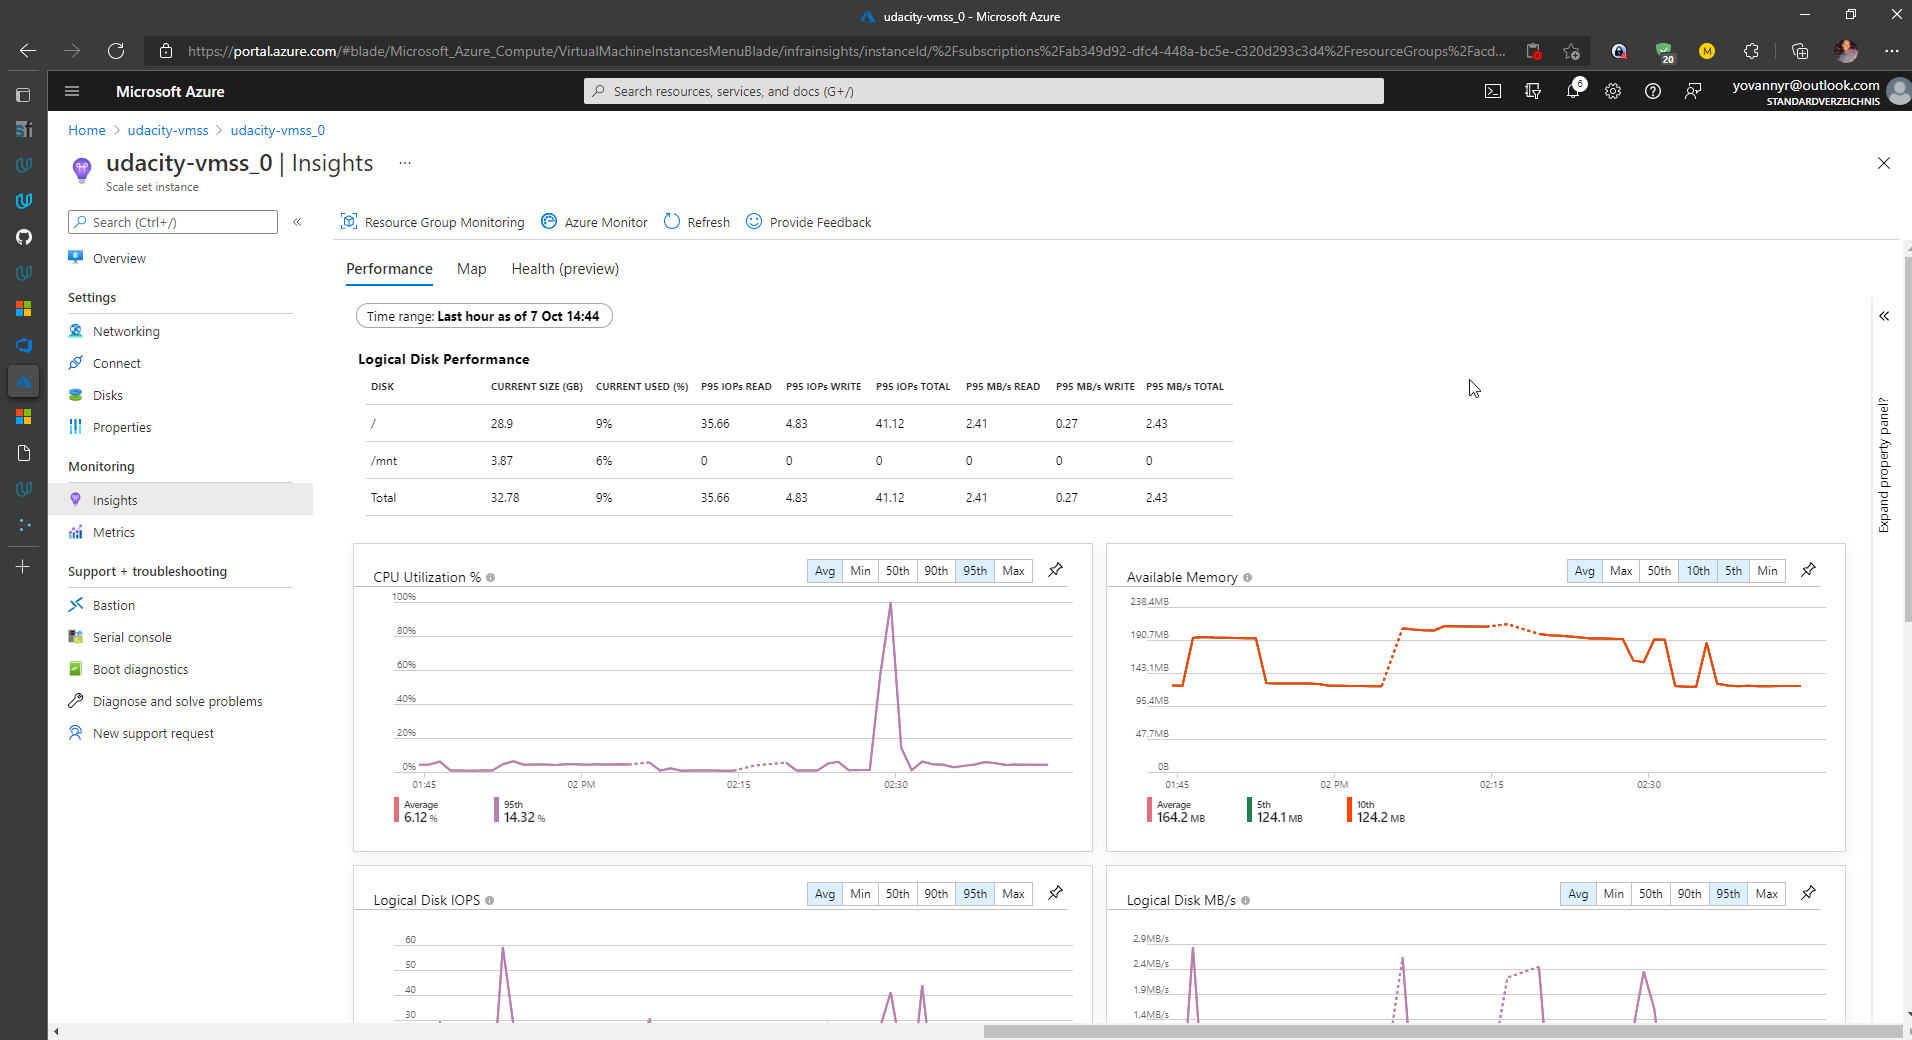 udacity-vmss_0 - Microsoft Azure
https://portal.azure.com/#blade/Microsoft_Azure_Compute/VirtualMachineInstancesMenuBlade/infrainsights/instanceId/%2Fsubscriptions%2Fab349d92-dfc4-448a-bc5e-c320d293c3d4%2FresourceGroups%2Facd...
20
M
Microsoft Azure
Search resources, services, and docs (G+/)
6
yovannyr@outlook.com
STANDARDVERZEICHNIS
Home > udacity-vmss > udacity-vmss_0
udacity-vmss_0 | Insights ...
Scale set instance
Search (Ctrl+/)
Overview
Settings
Networking
Connect
Disks
Properties
Monitoring
Insights
Metrics
Support + troubleshooting
Bastion
Serial console
Boot diagnostics
Diagnose and solve problems
New support request
Resource Group Monitoring Azure Monitor Refresh Provide Feedback
Performance Map Health (preview)
Time range: Last hour as of 7 Oct 14:44
Expand property panel?
Logical Disk Performance
DISK CURRENT SIZE (GB) CURRENT USED (%) P95 IOPs READ P95 IOPs WRITE P95 IOPs TOTAL P95 MB/s READ P95 MB/s WRITE P95 MB/s TOTAL
/ 28.9 9% 35.66 4.83 41.12 2.41 0.27 2.43
/mnt 3.87 6% 0 0 0 0 0 0
Total 32.78 9% 35.66 4.83 41.12 2.41 0.27 2.43
CPU Utilization %
Avg Min 50th 90th 95th Max
100%
80%
60%
40%
20%
0%
01:45 02 PM 02:15 02:30
Average 95th
6.12 % 14.32 %
Available Memory
Avg Max 50th 10th 5th Min
238.4MB
190.7MB
143.1MB
95.4MB
47.7MB
0B
01:45 02 PM 02:15 02:30
Average 5th 10th
164.2 MB 124.1 MB 124.2 MB
Logical Disk IOPS
Avg Min 50th 90th 95th Max
60
50
40
30
Logical Disk MB/s
Avg Min 50th 90th 95th Max
2.9MB/s
2.4MB/s
1.9MB/s
1.4MB/s